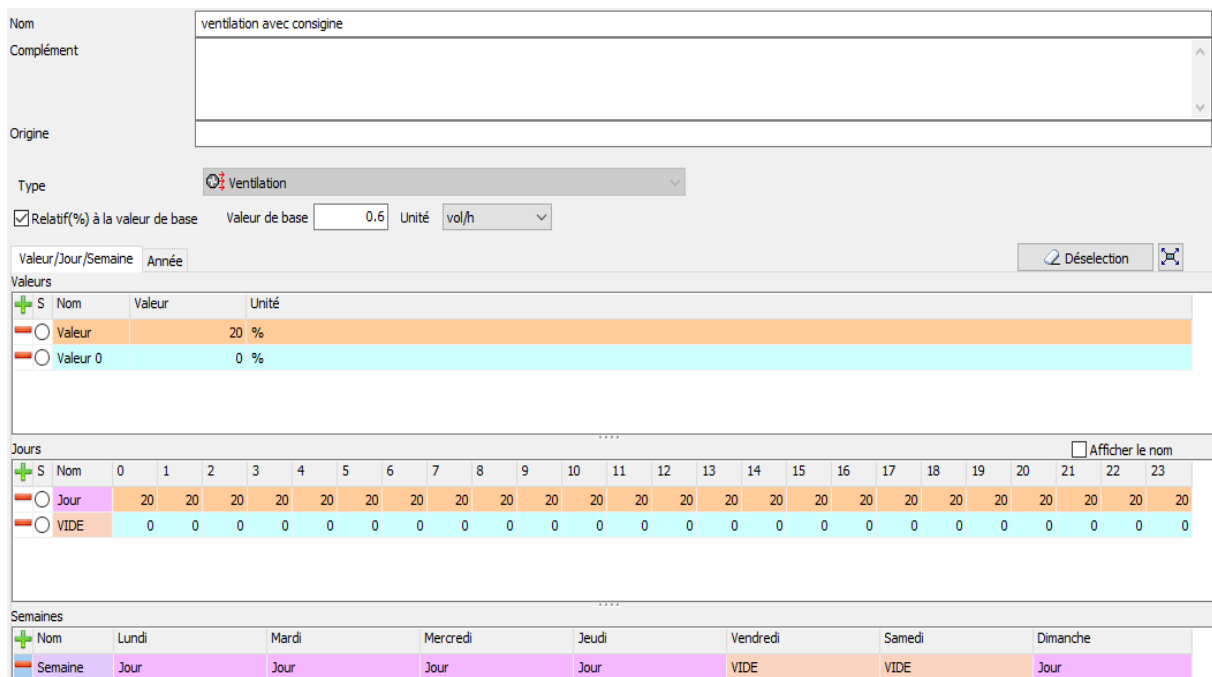 Nom ventilation avec consigine
Complément
Origine
Type Ventilation
Relatif(%) à la valeur de base Valeur de base 0.6 Unité vol/h
Valeur/Jour/Semaine Année Déselection
Valeurs
S Nom Valeur Unité
Valeur 20 %
Valeur 0 0 %
Jours Afficher le nom
S Nom 0 1 2 3 4 5 6 7 8 9 10 11 12 13 14 15 16 17 18 19 20 21 22 23
Jour 20 20 20 20 20 20 20 20 20 20 20 20 20 20 20 20 20 20 20 20 20 20 20 20
VIDE 0 0 0 0 0 0 0 0 0 0 0 0 0 0 0 0 0 0 0 0 0 0 0 0
Semaines
Nom Lundi Mardi Mercredi Jeudi Vendredi Samedi Dimanche
Semaine Jour Jour Jour Jour VIDE VIDE Jour